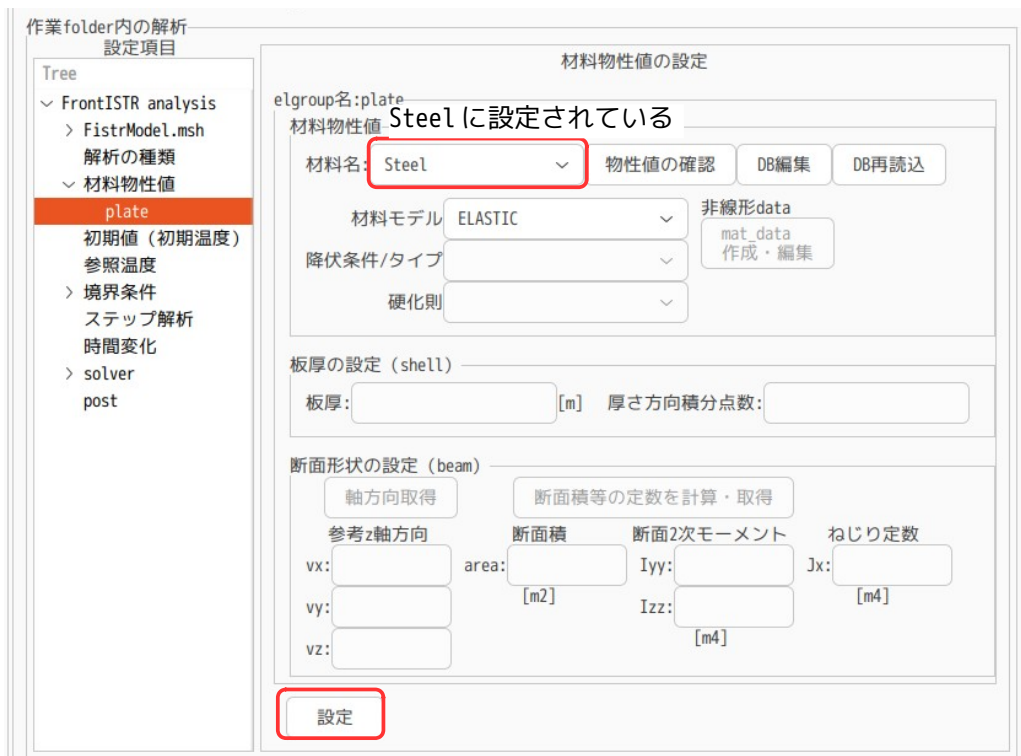 作業folder内の解析
設定項目
Tree
FrontISTR analysis
FistrModel.msh
解析の種類
材料物性値
plate
初期値（初期温度）
参照温度
境界条件
ステップ解析
時間変化
solver
post
材料物性値の設定
elgroup名:plate
Steelに設定されている
材料物性値
材料名: Steel 物性値の確認 DB編集 DB再読込
材料モデル ELASTIC
非線形data
mat_data
作成・編集
降伏条件/タイプ
硬化則
板厚の設定（shell）
板厚: [m] 厚さ方向積分点数:
断面形状の設定（beam）
軸方向取得 断面積等の定数を計算・取得
参考z軸方向 断面積 断面2次モーメント ねじり定数
vx: area: Iyy: Jx:
[m2] [m4]
vy: Izz:
[m4]
vz:
設定